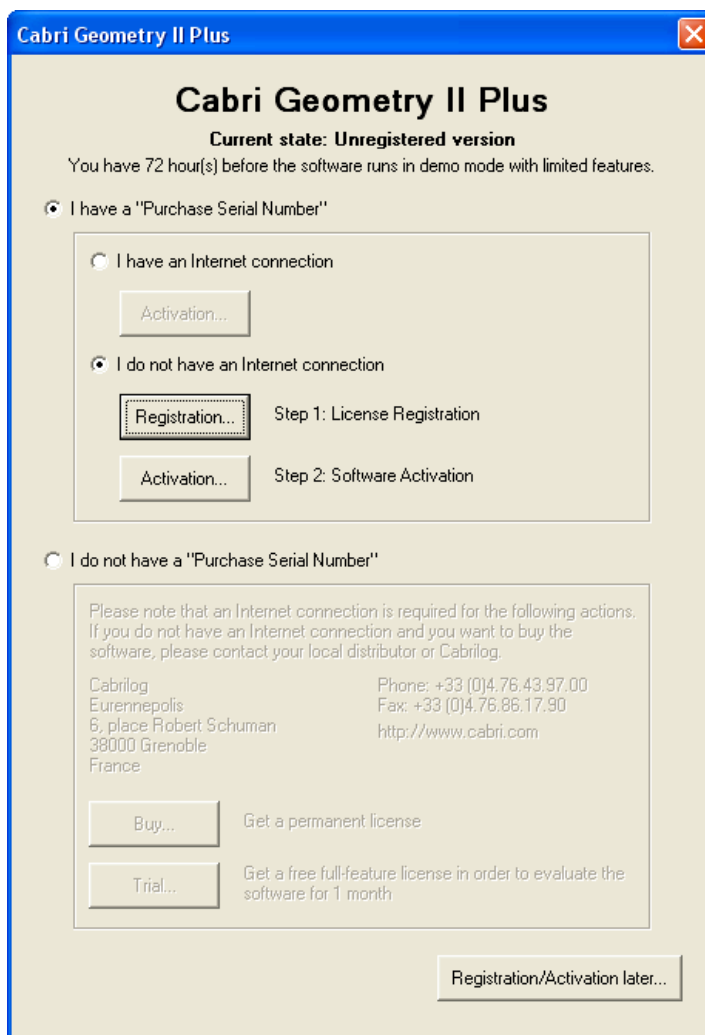 Cabri Geometry II Plus
Cabri Geometry II Plus
Current state: Unregistered version
You have 72 hour(s) before the software runs in demo mode with limited features.
I have a "Purchase Serial Number"
I have an Internet connection
Activation...
I do not have an Internet connection
Registration... Step 1: License Registration
Activation... Step 2: Software Activation
I do not have a "Purchase Serial Number"
Please note that an Internet connection is required for the following actions.
If you do not have an Internet connection and you want to buy the
software, please contact your local distributor or Cabrilog.
Cabrilog
Eurennepolis
6, place Robert Schuman
38000 Grenoble
France
Phone: +33 (0)4.76.43.97.00
Fax: +33 (0)4.76.86.17.90
http://www.cabri.com
Buy... Get a permanent license
Trial... Get a free full-feature license in order to evaluate the
software for 1 month
Registration/Activation later...